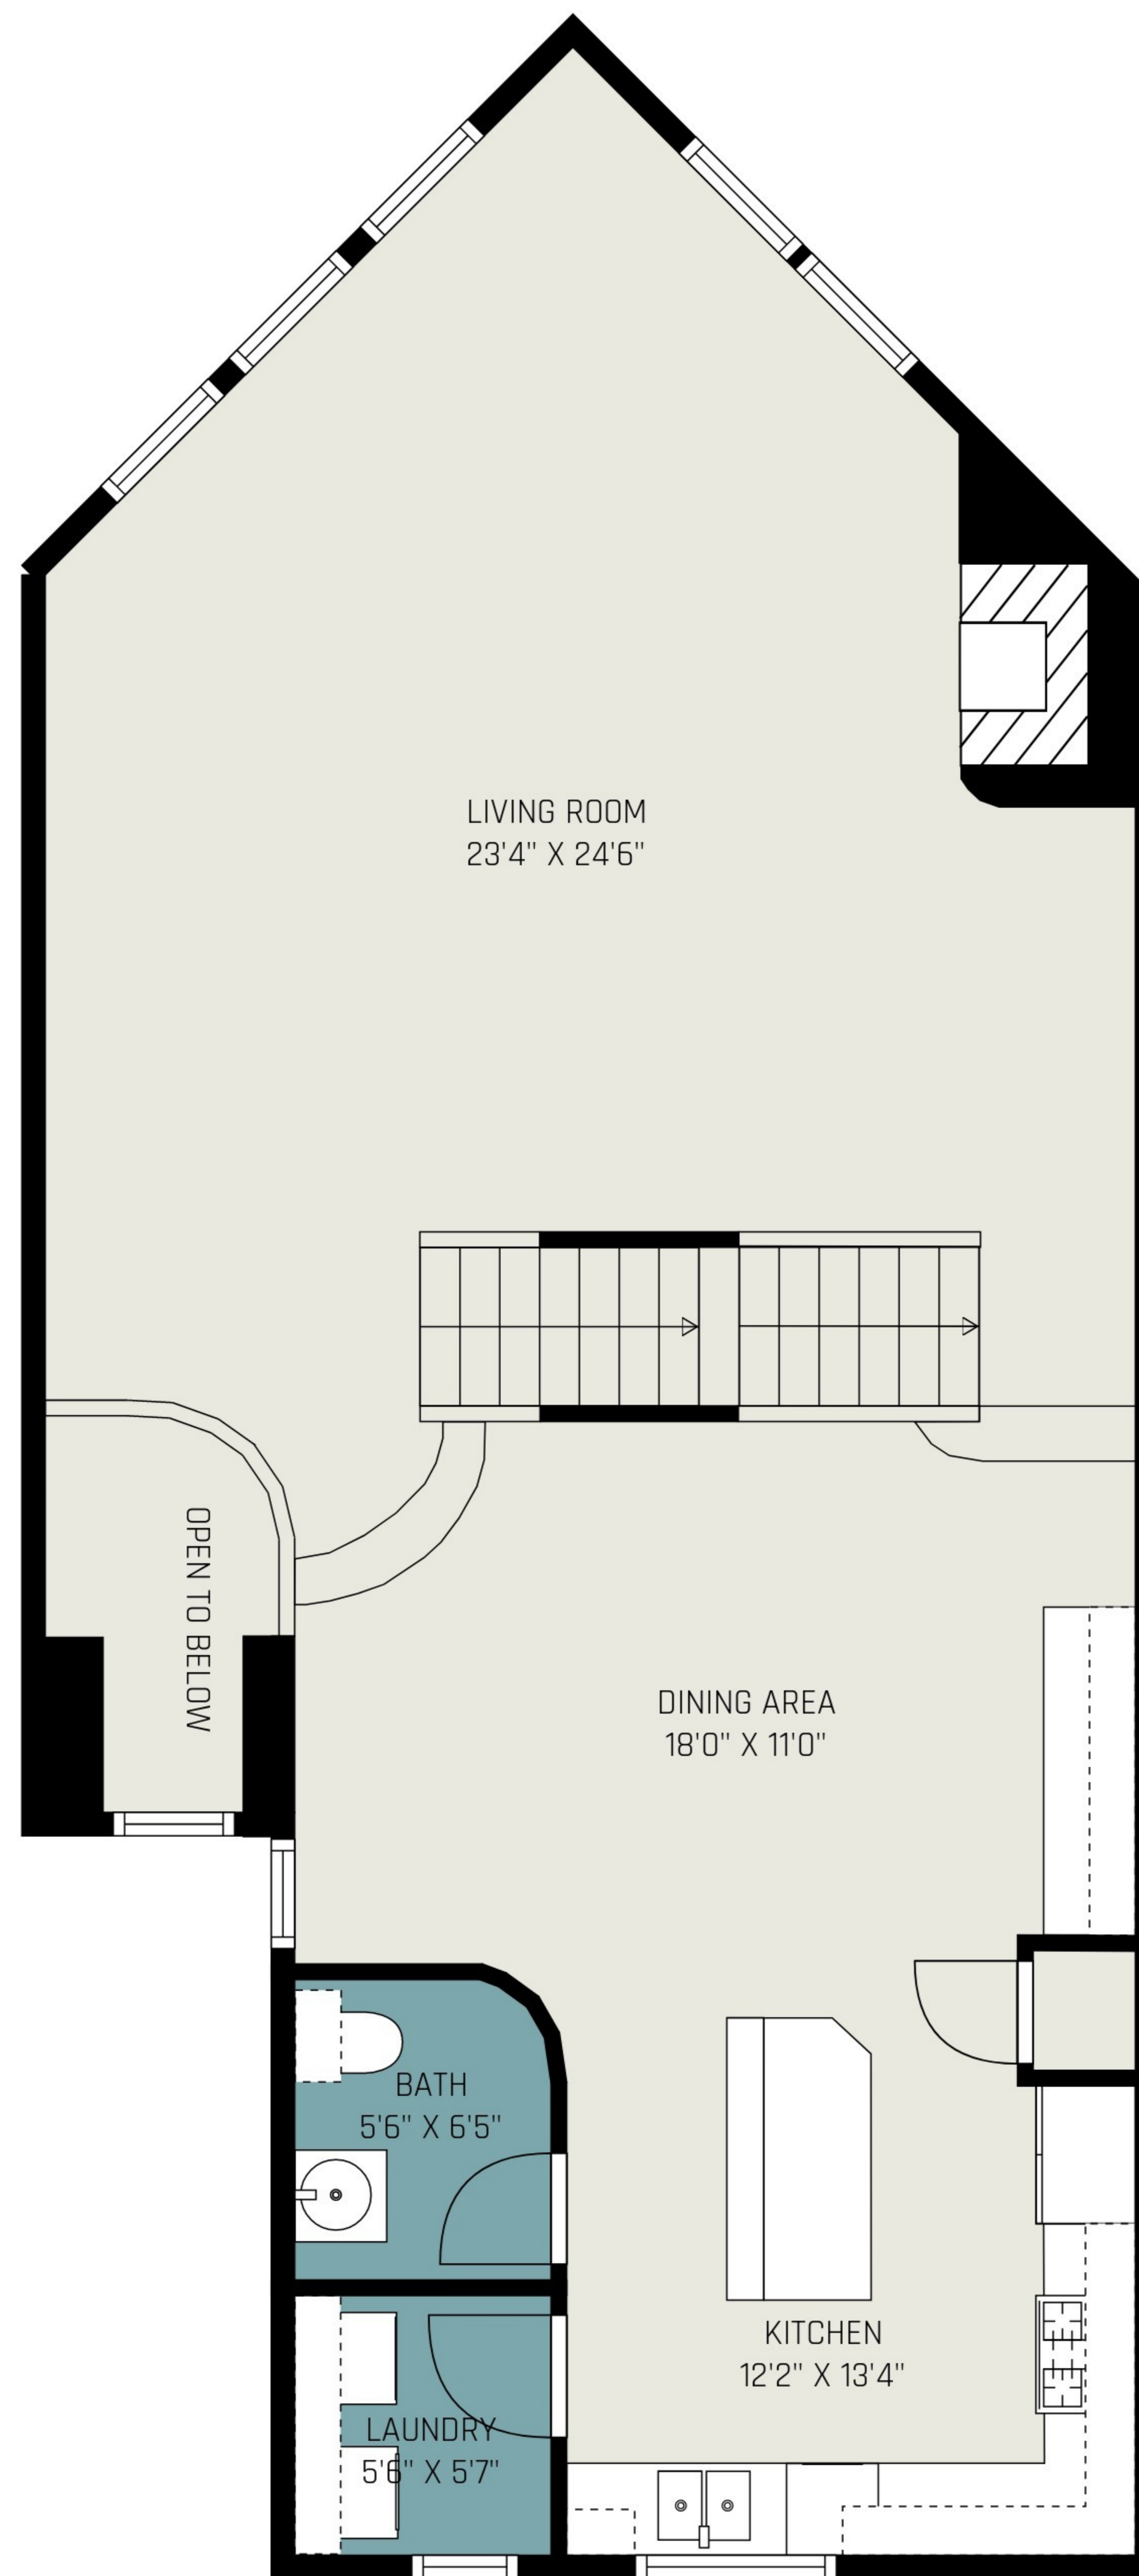 LIVING ROOM
23'4" X 24'6"
OPEN TO BELOW
DINING AREA
18'0" X 11'0"
BATH
5'6" X 6'5"
KITCHEN
12'2" X 13'4"
LAUNDRY
5'6" X 5'7"